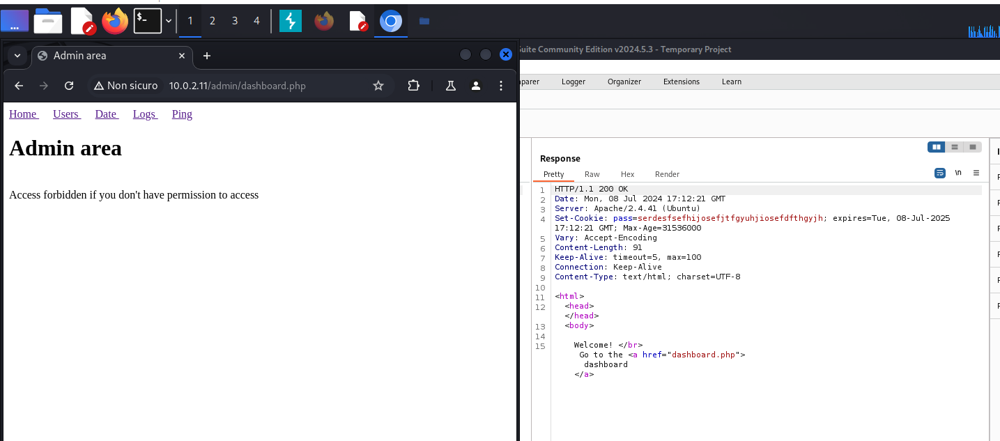 $-
1 2 3 4
Admin area
Suite Community Edition v2024.5.3 - Temporary Project
Non sicuro 10.0.2.11/admin/dashboard.php
parer Logger Organizer Extensions Learn
Home Users Date Logs Ping
Admin area
Access forbidden if you don't have permission to access
Response
Pretty Raw Hex Render
\n
1 HTTP/1.1 200 OK
2 Date: Mon, 08 Jul 2024 17:12:21 GMT
3 Server: Apache/2.4.41 (Ubuntu)
4 Set-Cookie: pass=serdesfsefhijosefjtfgyuhjiosefdfthgyjh; expires=Tue, 08-Jul-2025
17:12:21 GMT; Max-Age=31536000
5 Vary: Accept-Encoding
6 Content-Length: 91
7 Keep-Alive: timeout=5, max=100
8 Connection: Keep-Alive
9 Content-Type: text/html; charset=UTF-8
10
11 <html>
12 <head>
</head>
13 <body>
14
15 Welcome! </br>
Go to the <a href="dashboard.php">
dashboard
</a>